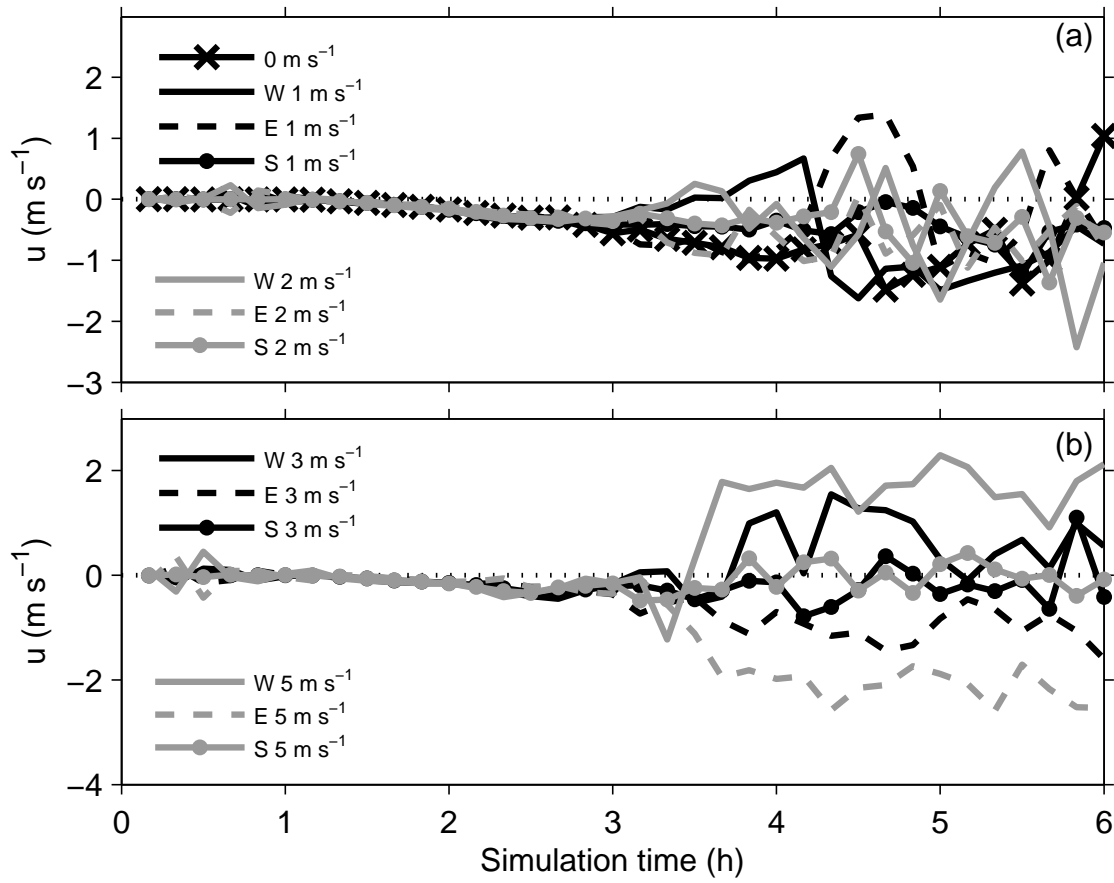 (a)
0 m s⁻¹
W 1 m s⁻¹
E 1 m s⁻¹
S 1 m s⁻¹
W 2 m s⁻¹
E 2 m s⁻¹
S 2 m s⁻¹
2
1
0
−1
−2
−3
u (m s⁻¹)
(b)
W 3 m s⁻¹
E 3 m s⁻¹
S 3 m s⁻¹
W 5 m s⁻¹
E 5 m s⁻¹
S 5 m s⁻¹
2
0
−2
−4
u (m s⁻¹)
0 1 2 3 4 5 6
Simulation time (h)